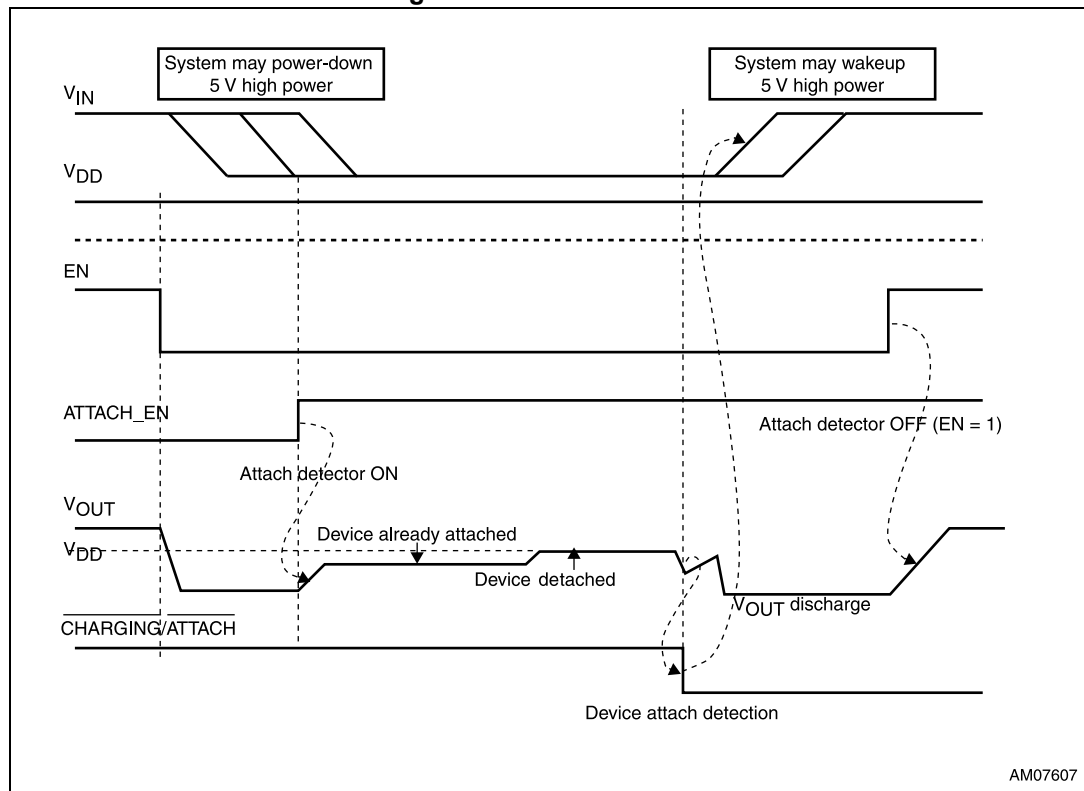 System may power-down
5 V high power
System may wakeup
5 V high power
VIN
VDD
EN
ATTACH_EN
Attach detector OFF (EN = 1)
Attach detector ON
VOUT
Device already attached
VDD
Device detached
VOUT discharge
CHARGING/ATTACH
Device attach detection
AM07607